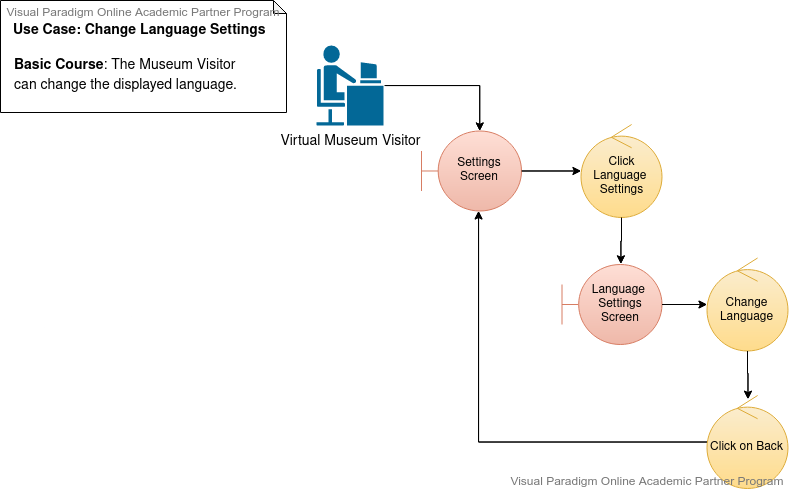 Visual Paradigm Online Academic Partner Program
Use Case: Change Language Settings
Basic Course: The Museum Visitor
can change the displayed language.
Virtual Museum Visitor
Settings
Screen
Click
Language
Settings
Language
Settings
Screen
Change
Language
Click on Back
Visual Paradigm Online Academic Partner Program